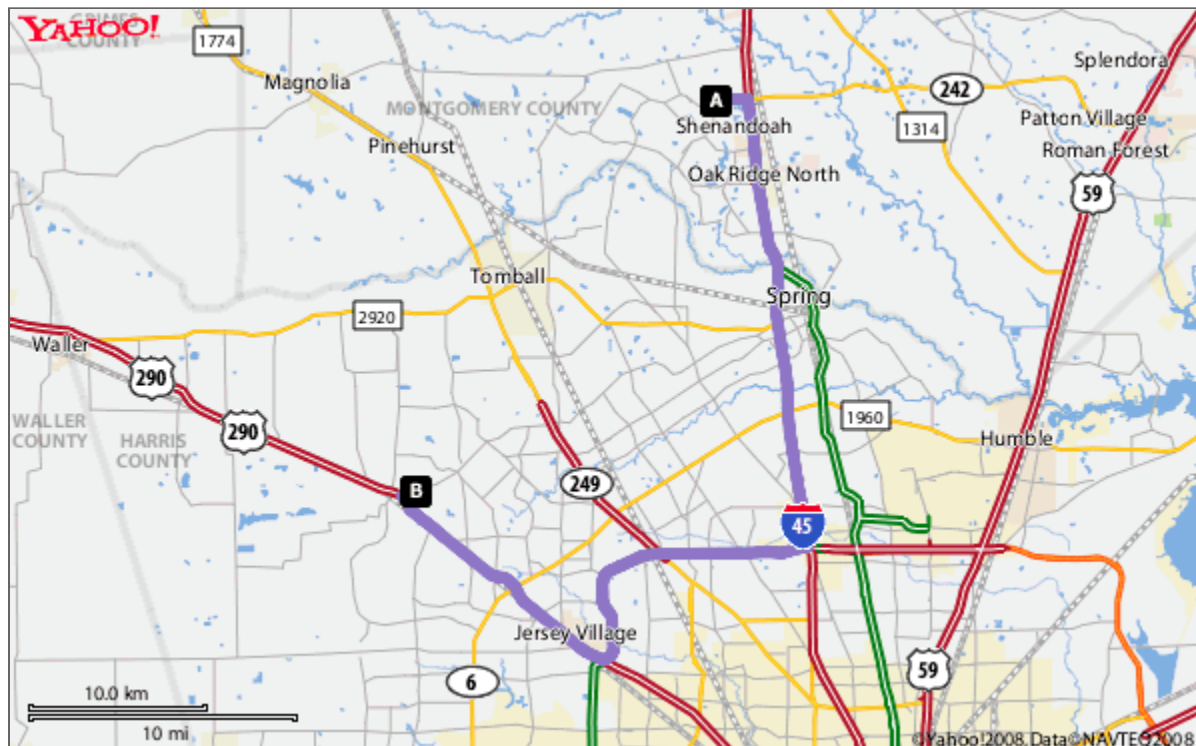 YAHOO!
GRIMES
COUNTY
1774
Magnolia
MONTGOMERY COUNTY
Pinehurst
A
Shenandoah
242
Splendora
1314
Patton Village
Roman Forest
Oak Ridge North
59
Tomball
Spring
2920
Waller
290
290
WALLER
COUNTY
HARRIS
COUNTY
1960
Humble
B
249
45
Jersey Village
6
59
10.0 km
10 mi
©Yahoo!2008, Data©NAVTEQ2008